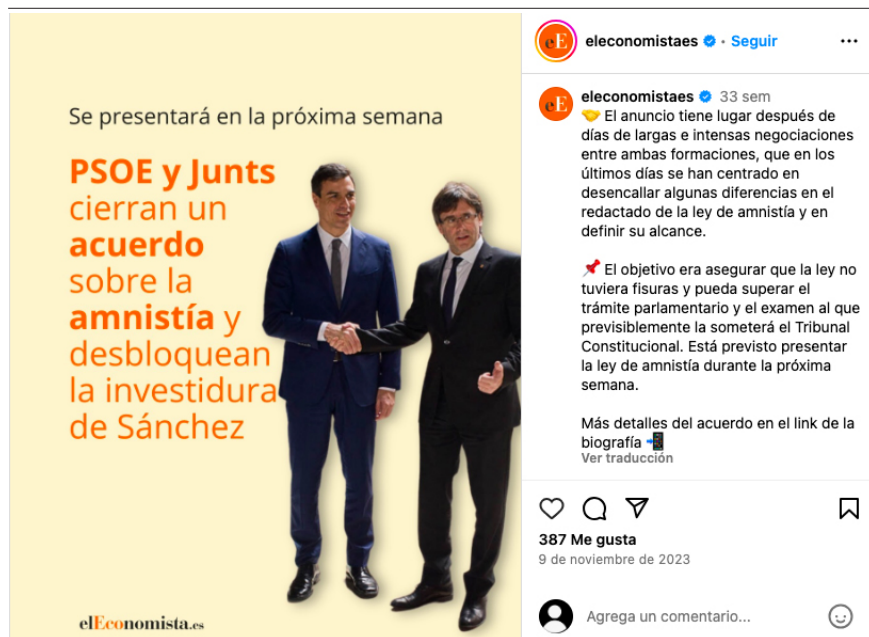 Se presentará en la próxima semana
PSOE y Junts
cierran un
acuerdo
sobre la
amnistía y
desbloquean
la investidura
de Sánchez
elEconomista.es
eE
eleconomistaes • Seguir
eE
eleconomistaes 33 sem
🤝 El anuncio tiene lugar después de
días de largas e intensas negociaciones
entre ambas formaciones, que en los
últimos días se han centrado en
desencallar algunas diferencias en el
redactado de la ley de amnistía y en
definir su alcance.
📌 El objetivo era asegurar que la ley no
tuviera fisuras y pueda superar el
trámite parlamentario y el examen al que
previsiblemente la someterá el Tribunal
Constitucional. Está previsto presentar
la ley de amnistía durante la próxima
semana.
Más detalles del acuerdo en el link de la
biografía 📲
Ver traducción
387 Me gusta
9 de noviembre de 2023
Agrega un comentario...